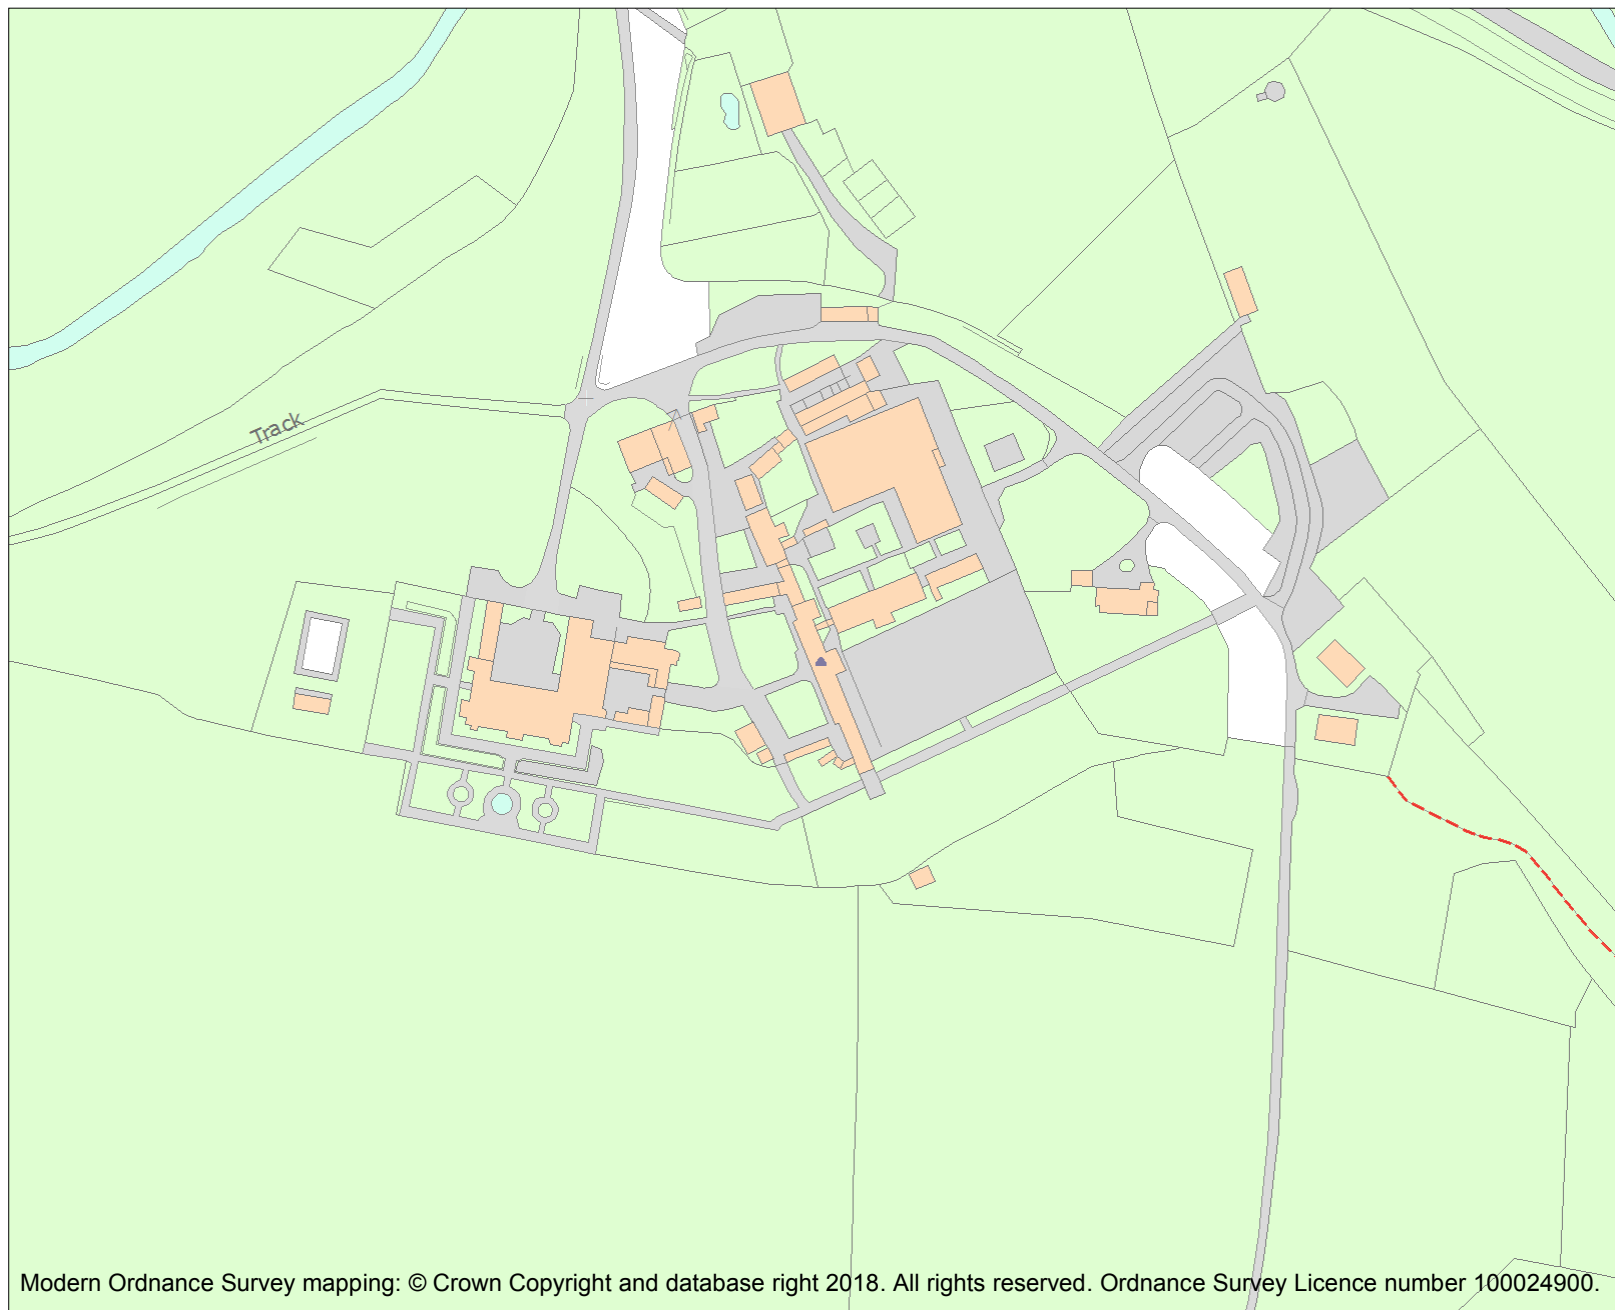 Track
Modern Ordnance Survey mapping: © Crown Copyright and database right 2018. All rights reserved. Ordnance Survey Licence number 100024900.